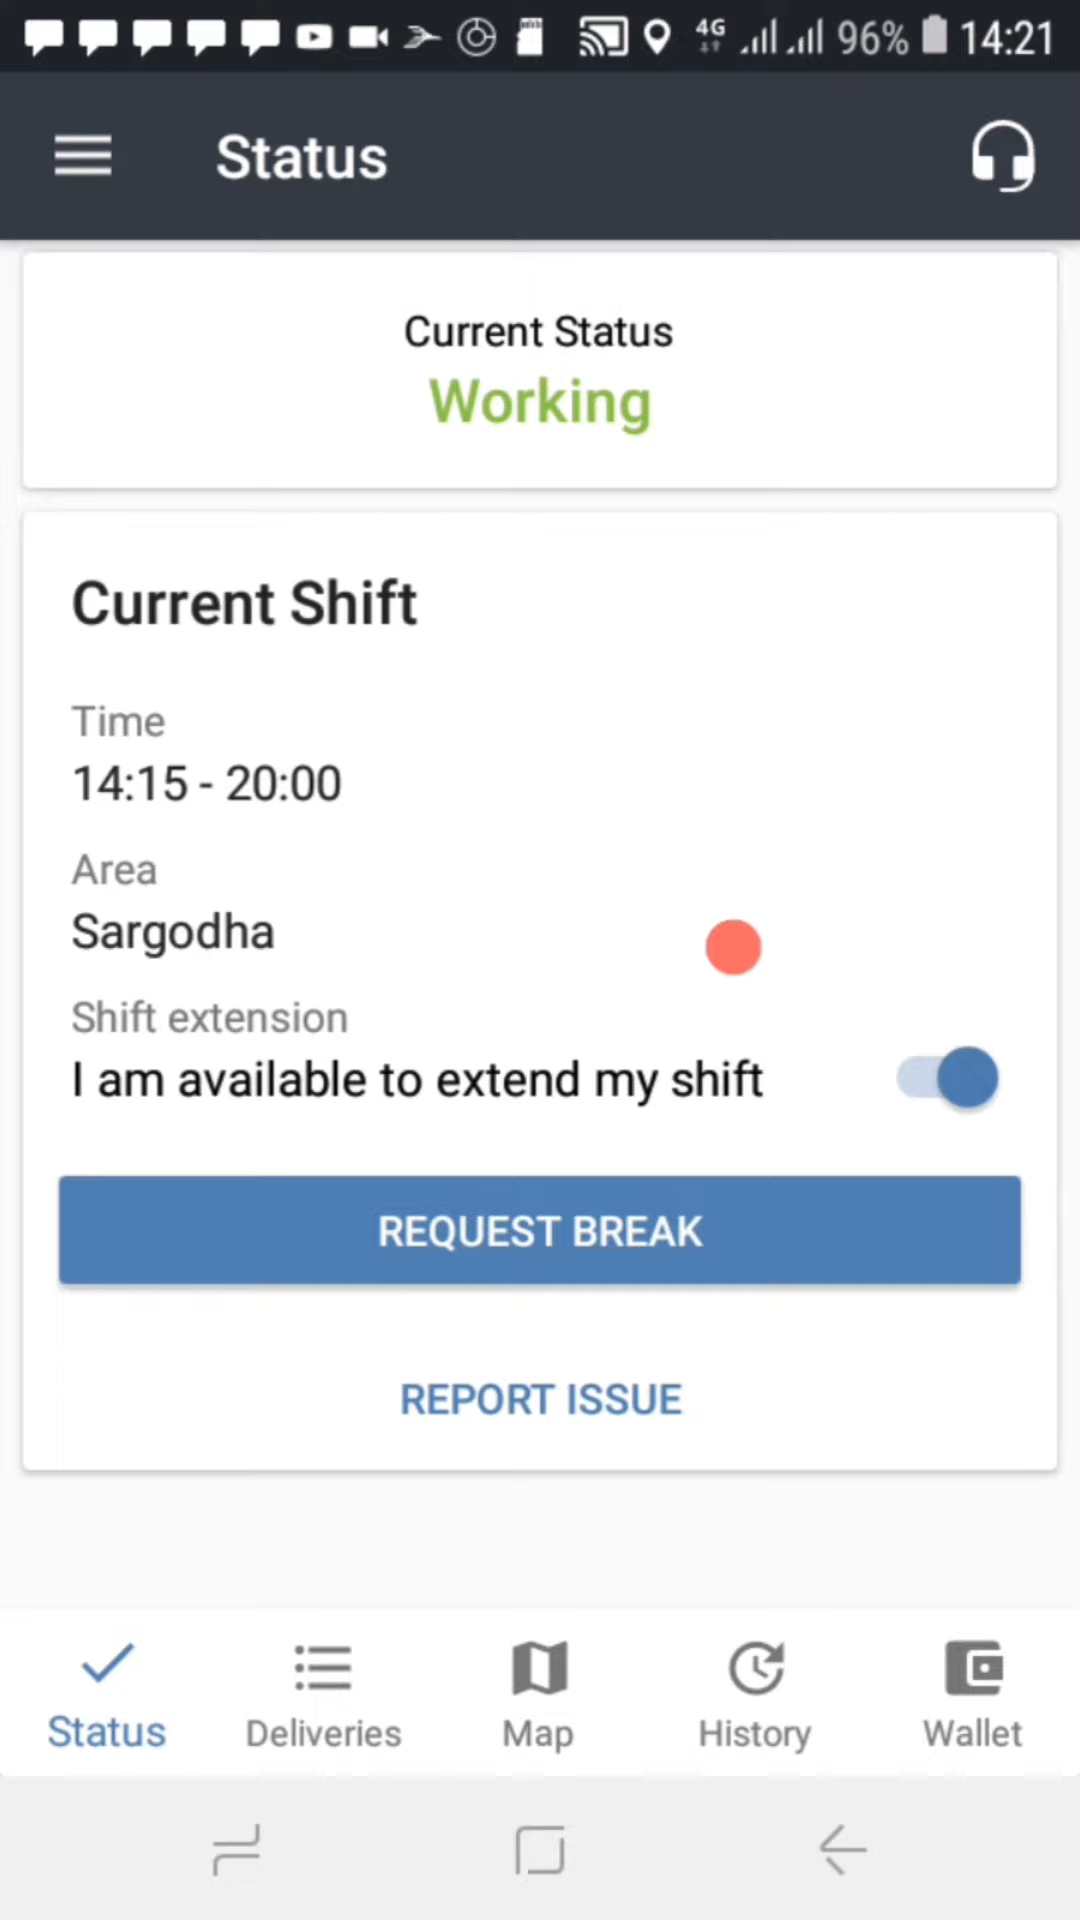 4G 96% 14:21
Status
Current Status
Working
Current Shift
Time
14:15 - 20:00
Area
Sargodha
Shift extension
I am available to extend my shift
REQUEST BREAK
REPORT ISSUE
Status Deliveries Map History Wallet